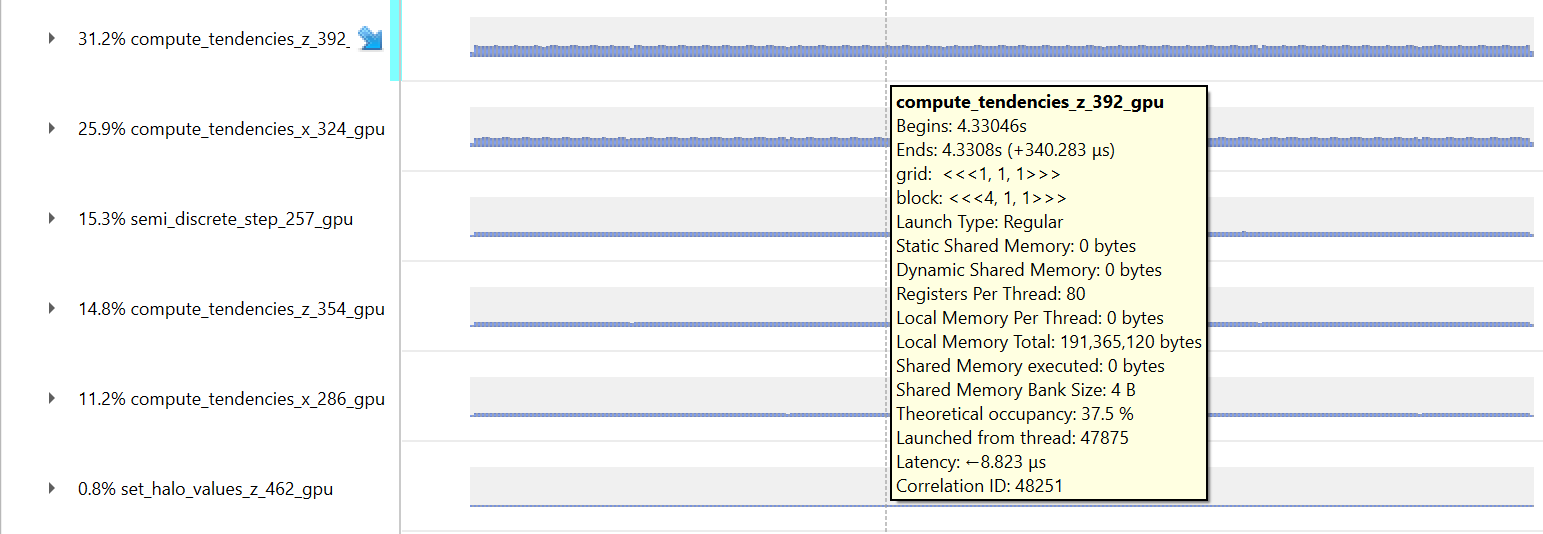 31.2% compute_tendencies_z_392_
25.9% compute_tendencies_x_324_gpu
15.3% semi_discrete_step_257_gpu
14.8% compute_tendencies_z_354_gpu
11.2% compute_tendencies_x_286_gpu
0.8% set_halo_values_z_462_gpu
compute_tendencies_z_392_gpu
Begins: 4.33046s
Ends: 4.3308s (+340.283 μs)
grid: <<<1, 1, 1>>>
block: <<<4, 1, 1>>>
Launch Type: Regular
Static Shared Memory: 0 bytes
Dynamic Shared Memory: 0 bytes
Registers Per Thread: 80
Local Memory Per Thread: 0 bytes
Local Memory Total: 191,365,120 bytes
Shared Memory executed: 0 bytes
Shared Memory Bank Size: 4 B
Theoretical occupancy: 37.5 %
Launched from thread: 47875
Latency: ←8.823 μs
Correlation ID: 48251